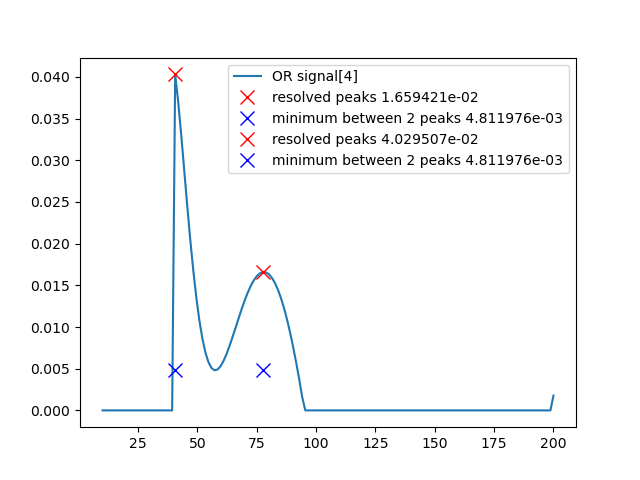 OR signal[4]
resolved peaks 1.659421e-02
minimum between 2 peaks 4.811976e-03
resolved peaks 4.029507e-02
minimum between 2 peaks 4.811976e-03
0.040
0.035
0.030
0.025
0.020
0.015
0.010
0.005
0.000
25 50 75 100 125 150 175 200